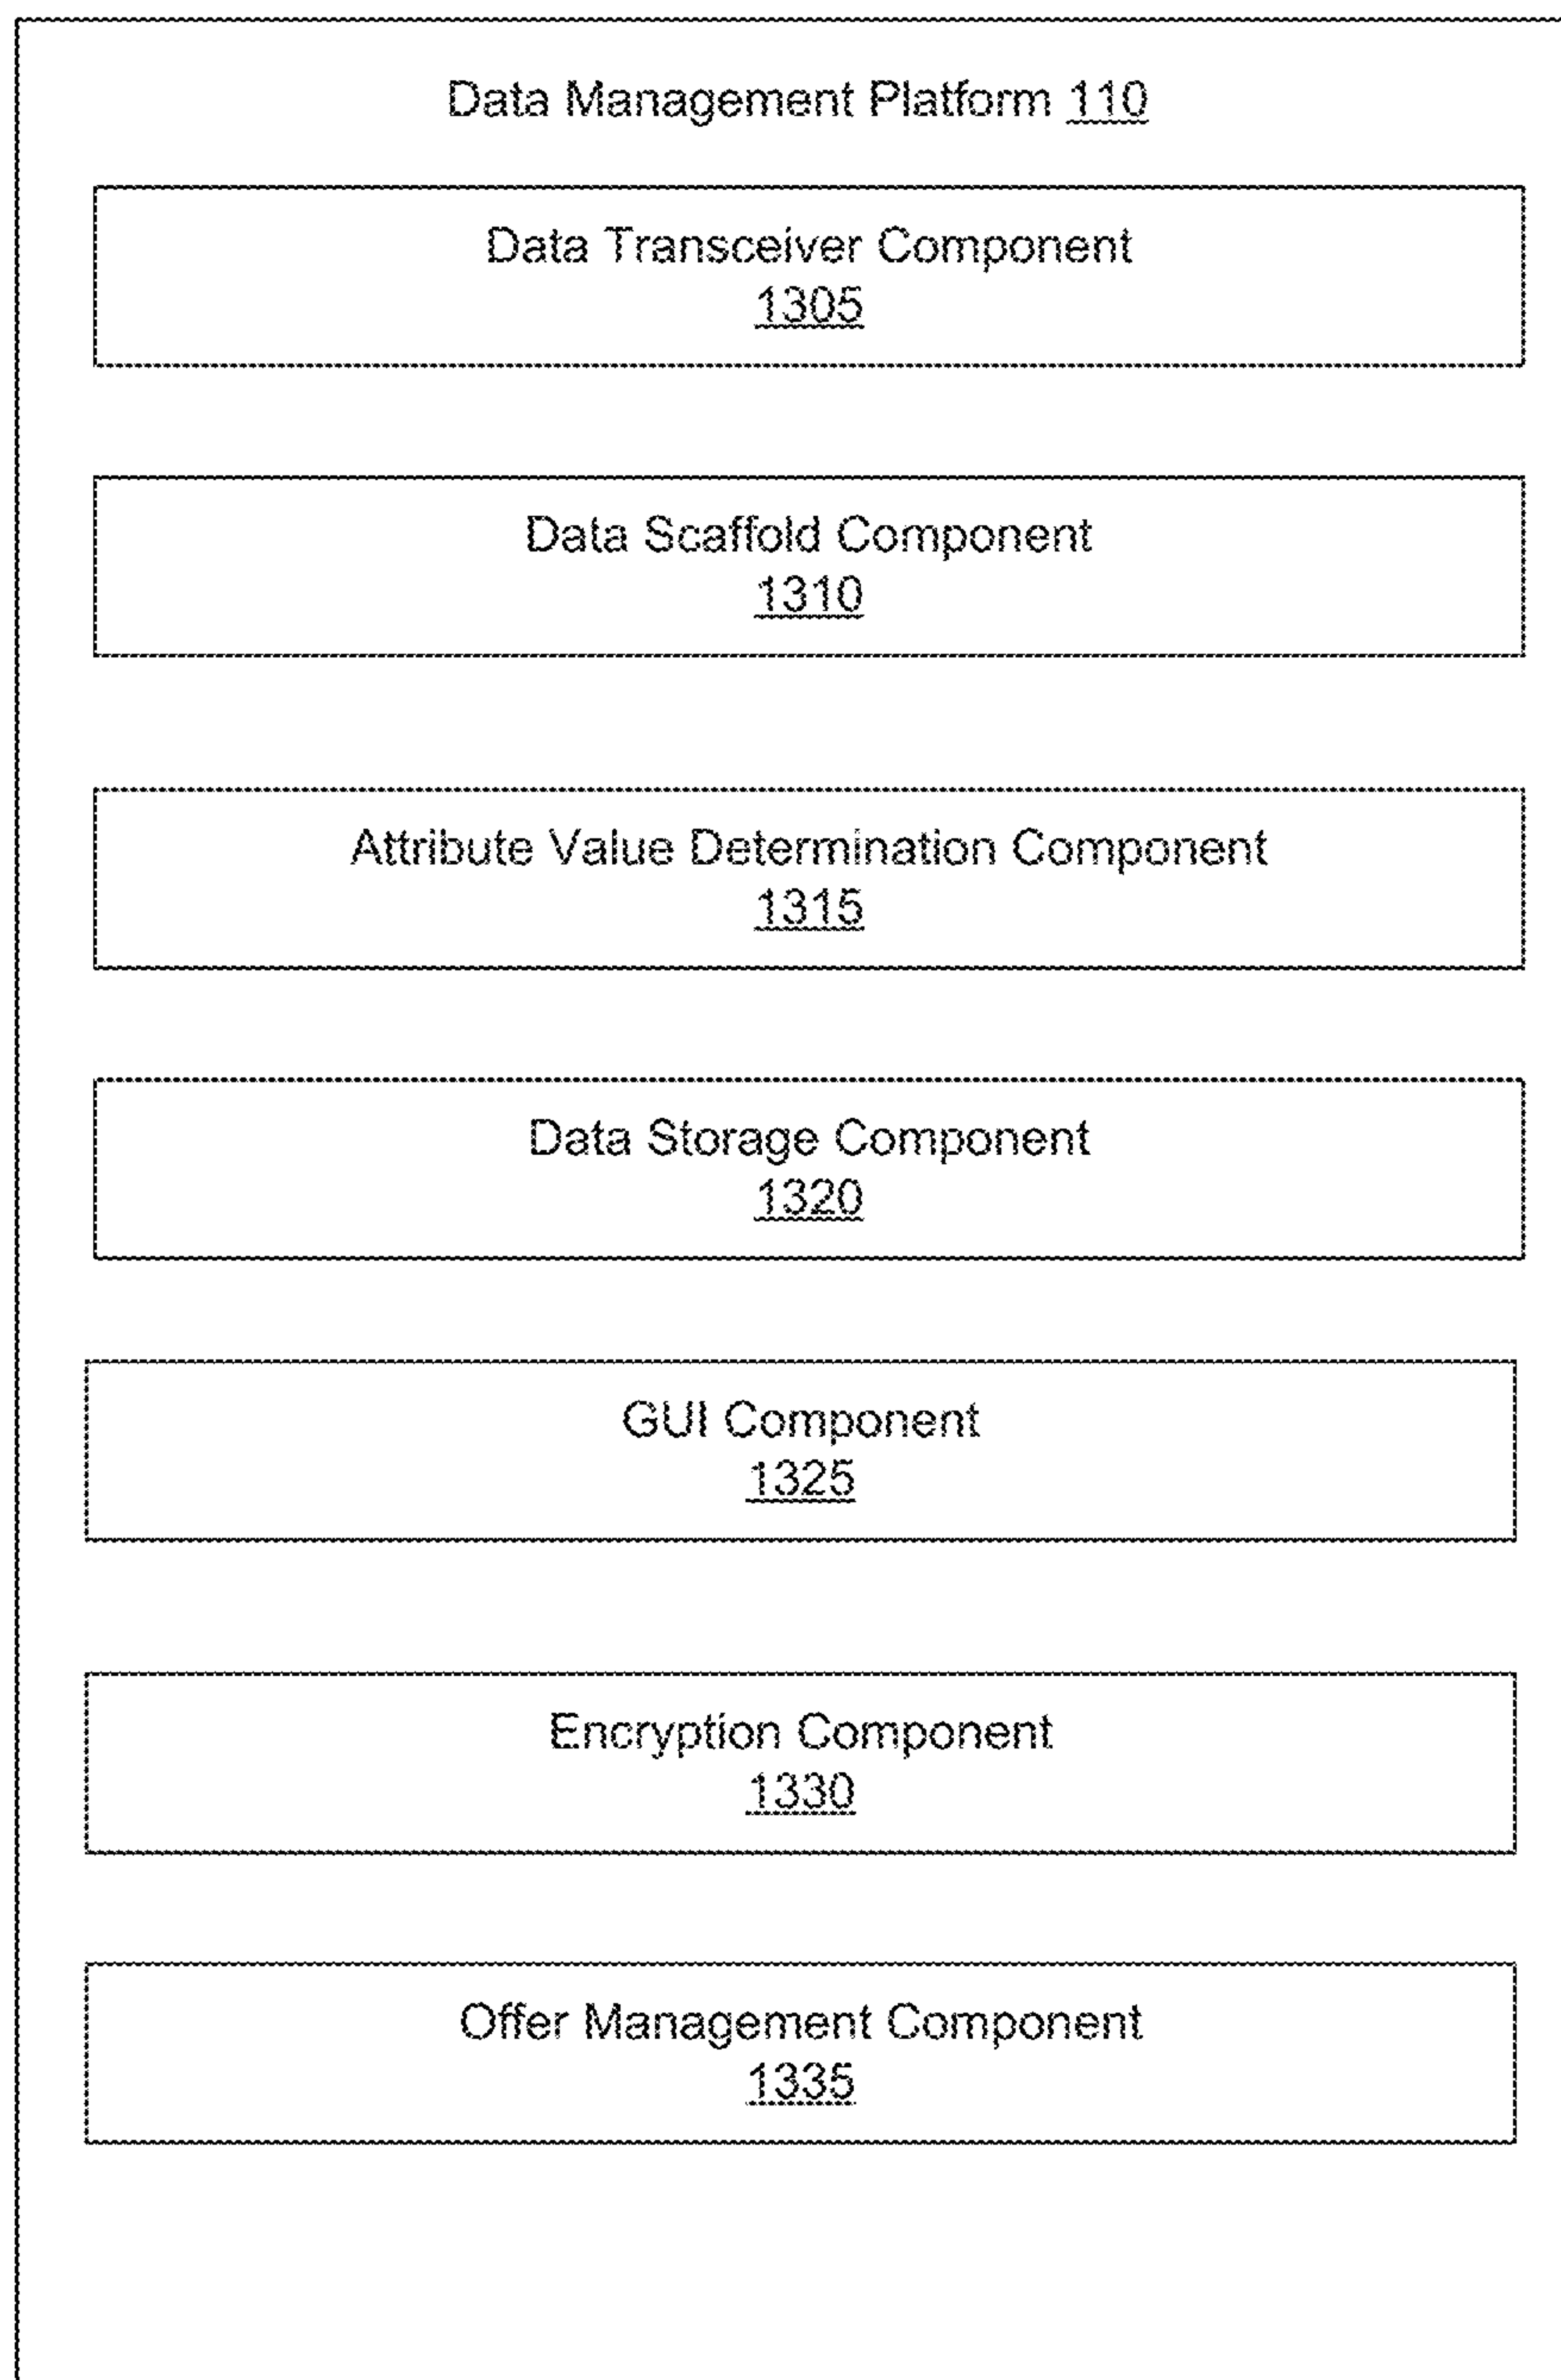 Data Management Platform 110
Data Transceiver Component
1305
Data Scaffold Component
1310
Attribute Value Determination Component
1315
Data Storage Component
1320
GUI Component
1325
Encryption Component
1330
Offer Management Component
1335